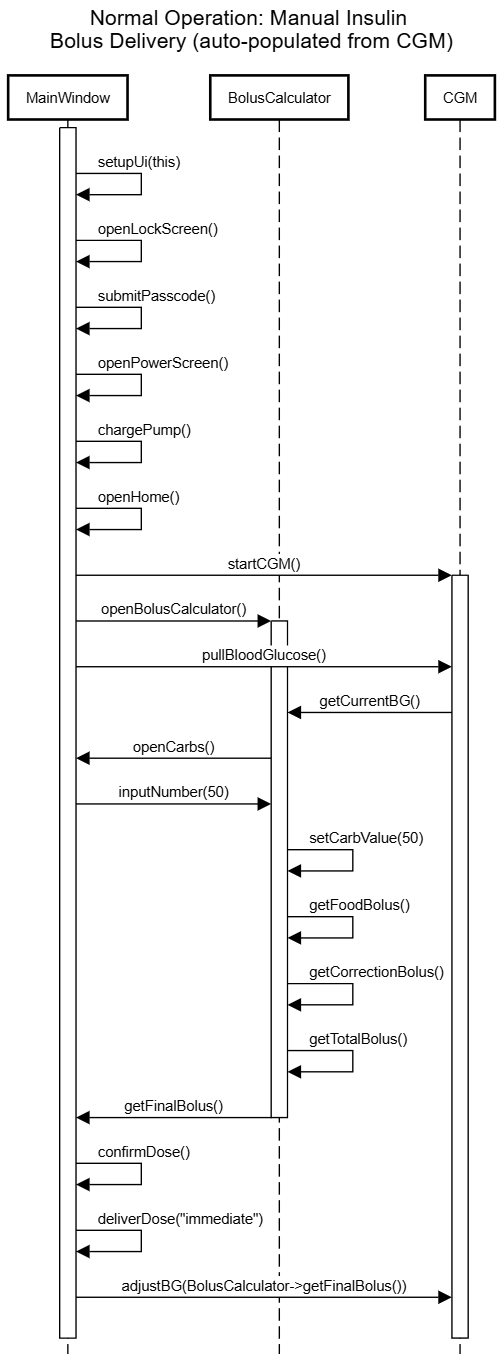 Normal Operation: Manual Insulin
Bolus Delivery (auto-populated from CGM)
MainWindow
BolusCalculator
CGM
setupUi(this)
openLockScreen()
submitPasscode()
openPowerScreen()
chargePump()
openHome()
startCGM()
openBolusCalculator()
pullBloodGlucose()
getCurrentBG()
openCarbs()
inputNumber(50)
setCarbValue(50)
getFoodBolus()
getCorrectionBolus()
getTotalBolus()
getFinalBolus()
confirmDose()
deliverDose("immediate")
adjustBG(BolusCalculator->getFinalBolus())